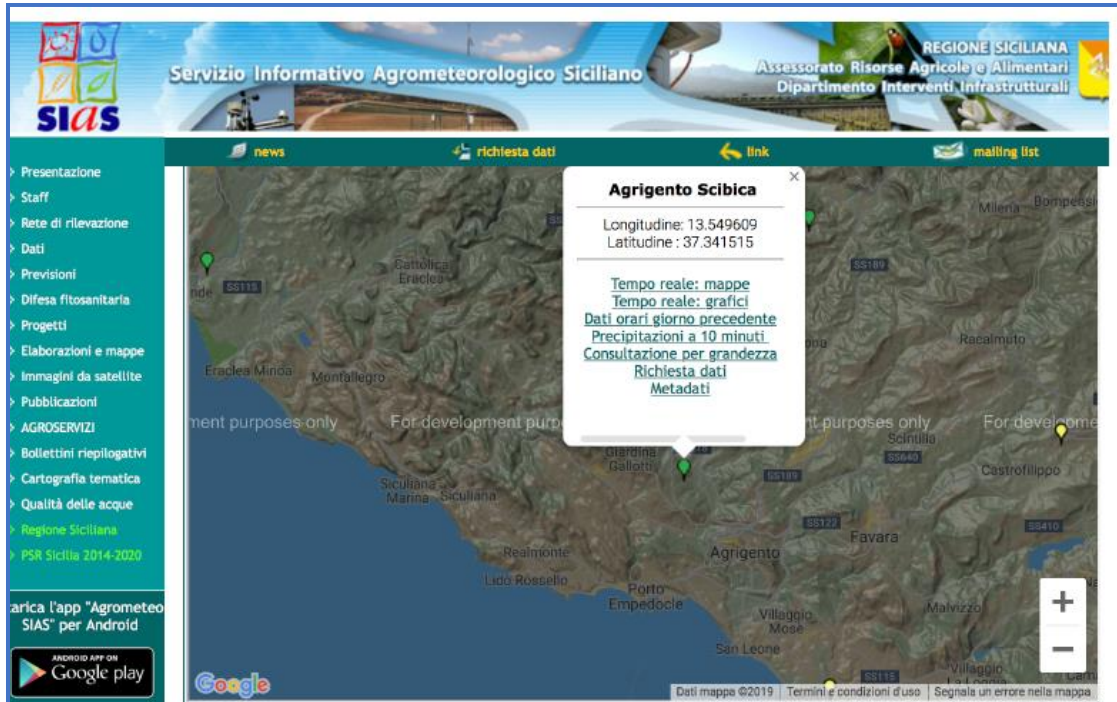 SIAS
Servizio Informativo Agrometeorologico Siciliano
REGIONE SICILIANA
Assessorato Risorse Agricole e Alimentari
Dipartimento Interventi Infrastrutturali
news
richiesta dati
link
mailing list
Presentazione
Staff
Rete di rilevazione
Dati
Previsioni
Difesa fitosanitaria
Progetti
Elaborazioni e mappe
Immagini da satellite
Pubblicazioni
AGROSERVIZI
Bollettini riepilogativi
Cartografia tematica
Qualità delle acque
Regione Siciliana
PSR Sicilia 2014-2020
carica l'app "Agrometeo
SIAS" per Android
ANDROID APP ON
Google play
Agrigento Scibica
Longitudine: 13.549609
Latitudine : 37.341515
Tempo reale: mappe
Tempo reale: grafici
Dati orari giorno precedente
Precipitazioni a 10 minuti
Consultazione per grandezza
Richiesta dati
Metadati
Milena
Bompensi
Cattolica
Eraclea
SS115
SS189
Racalmuto
Eraclea Minoa
Montallegro
ment purposes only
For development purp
nt purposes only
For developme
Scintilla
SS640
Castrofilippo
Giardina
Gallotti
SS189
Siculiana
Marina
Siculiana
SS122
Favara
SS410
Realmonte
Agrigento
Lido Rossello
Porto
Empedocle
Malvizzo
Villaggio
Mosè
San Leone
SS115
Villaggio
La Loggia
Google
Dati mappa ©2019
Termini e condizioni d'uso
Segnala un errore nella mappa